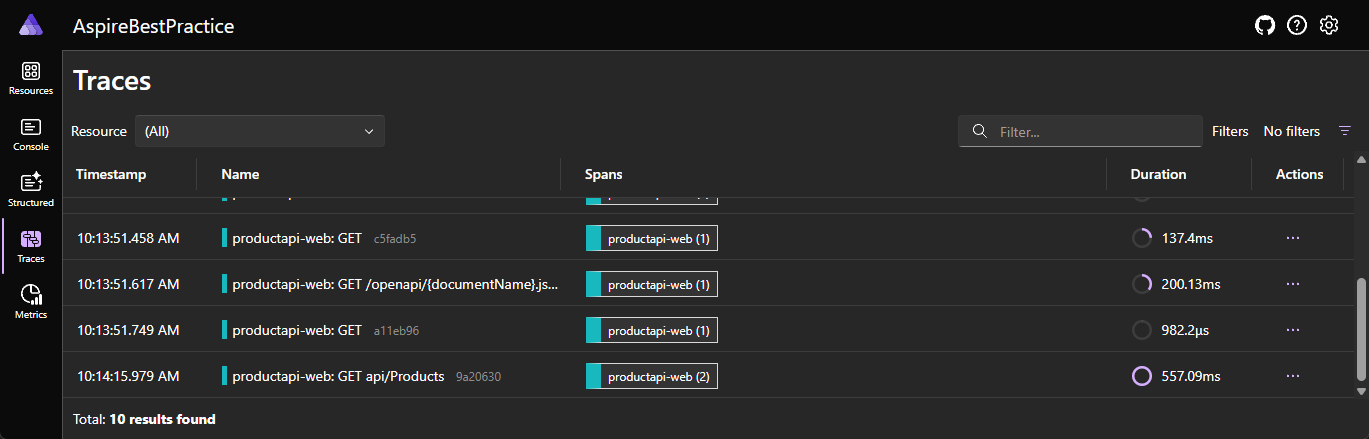 AspireBestPractice
Resources
Console
Structured
Traces
Metrics
Traces
Resource (All) Filter... Filters No filters
Timestamp Name Spans Duration Actions
10:13:51.458 AM productapi-web: GET c5fadb5 productapi-web (1) 137.4ms ...
10:13:51.617 AM productapi-web: GET /openapi/{documentName}.js... productapi-web (1) 200.13ms ...
10:13:51.749 AM productapi-web: GET a11eb96 productapi-web (1) 982.2μs ...
10:14:15.979 AM productapi-web: GET api/Products 9a20630 productapi-web (2) 557.09ms ...
Total: 10 results found